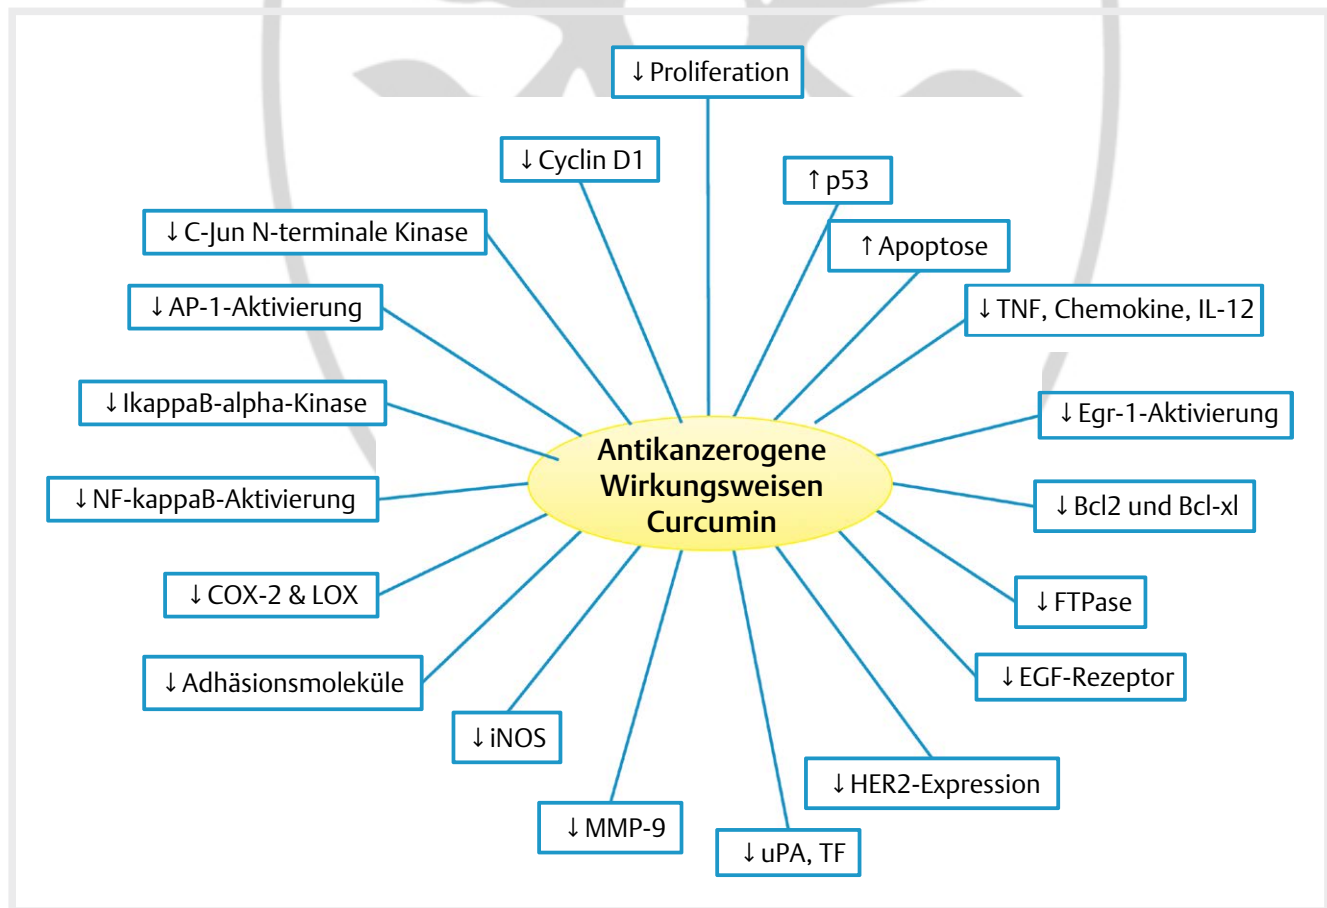 ↓ Proliferation
↓ Cyclin D1
↑ p53
↓ C-Jun N-terminale Kinase
↑ Apoptose
↓ AP-1-Aktivierung
↓ TNF, Chemokine, IL-12
↓ IkappaB-alpha-Kinase
↓ Egr-1-Aktivierung
Antikanzerogene
Wirkungsweisen
Curcumin
↓ NF-kappaB-Aktivierung
↓ Bcl2 und Bcl-xl
↓ COX-2 & LOX
↓ FTPase
↓ Adhäsionsmoleküle
↓ EGF-Rezeptor
↓ iNOS
↓ HER2-Expression
↓ MMP-9
↓ uPA, TF